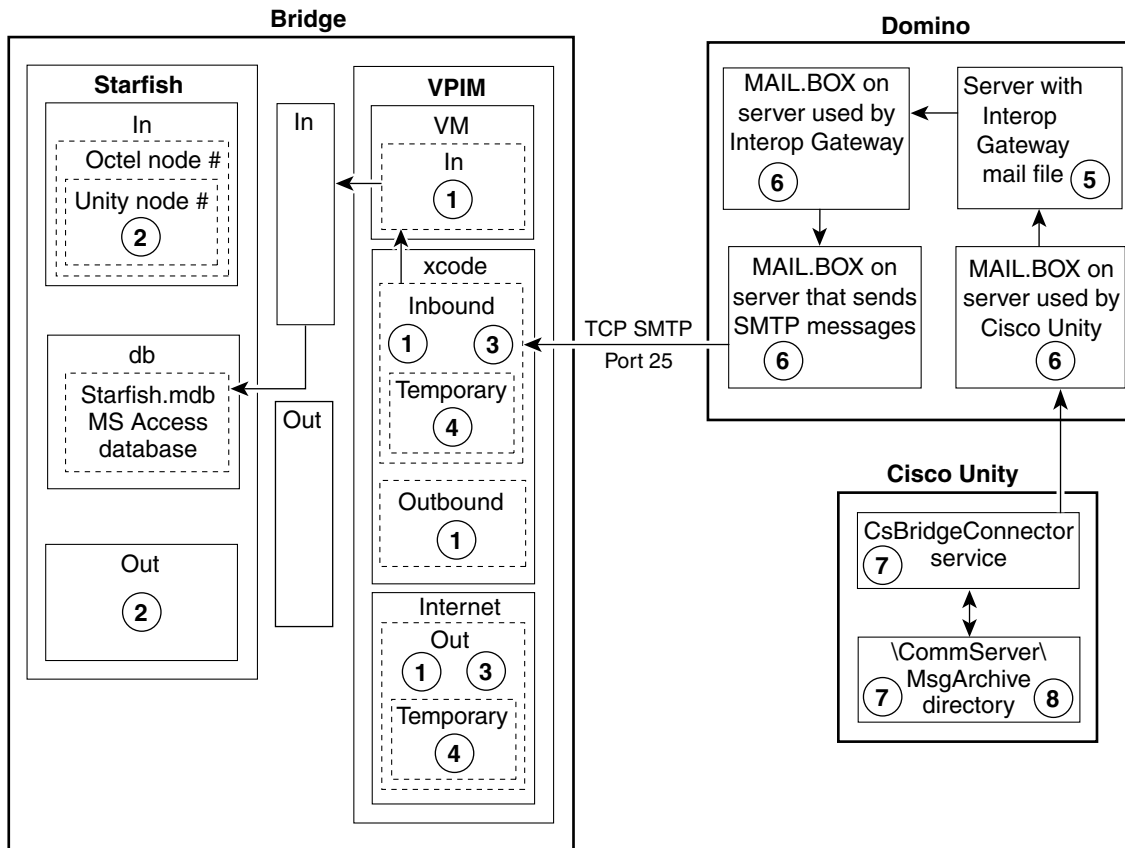 Bridge
Starfish
In
Octel node #
Unity node #
2
db
Starfish.mdb
MS Access
database
Out
2
In
Out
VPIM
VM
In
1
xcode
Inbound
1 3
Temporary
4
Outbound
1
Internet
Out
1 3
Temporary
4
TCP SMTP
Port 25
Domino
MAIL.BOX on
server used by
Interop Gateway
6
Server with
Interop
Gateway
mail file 5
MAIL.BOX on
server that sends
SMTP messages
6
MAIL.BOX on
server used by
Cisco Unity
6
Cisco Unity
CsBridgeConnector
7 service
\CommServer\
MsgArchive
7 directory 8